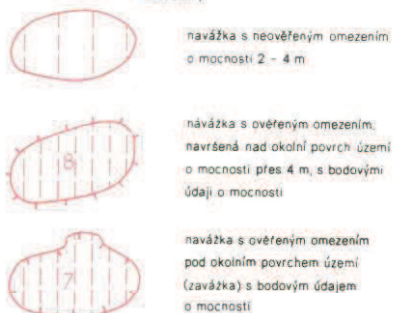 navážka s neověřeným omezením
o mocnosti 2 - 4 m
navážka s ověřeným omezením,
navršená nad okolní povrch území
8
o mocnosti přes 4 m, s bodovými
údaji o mocnosti
navážka s ověřeným omezením
pod okolním povrchem území
7
(zavážka) s bodovým údajem
o mocnosti